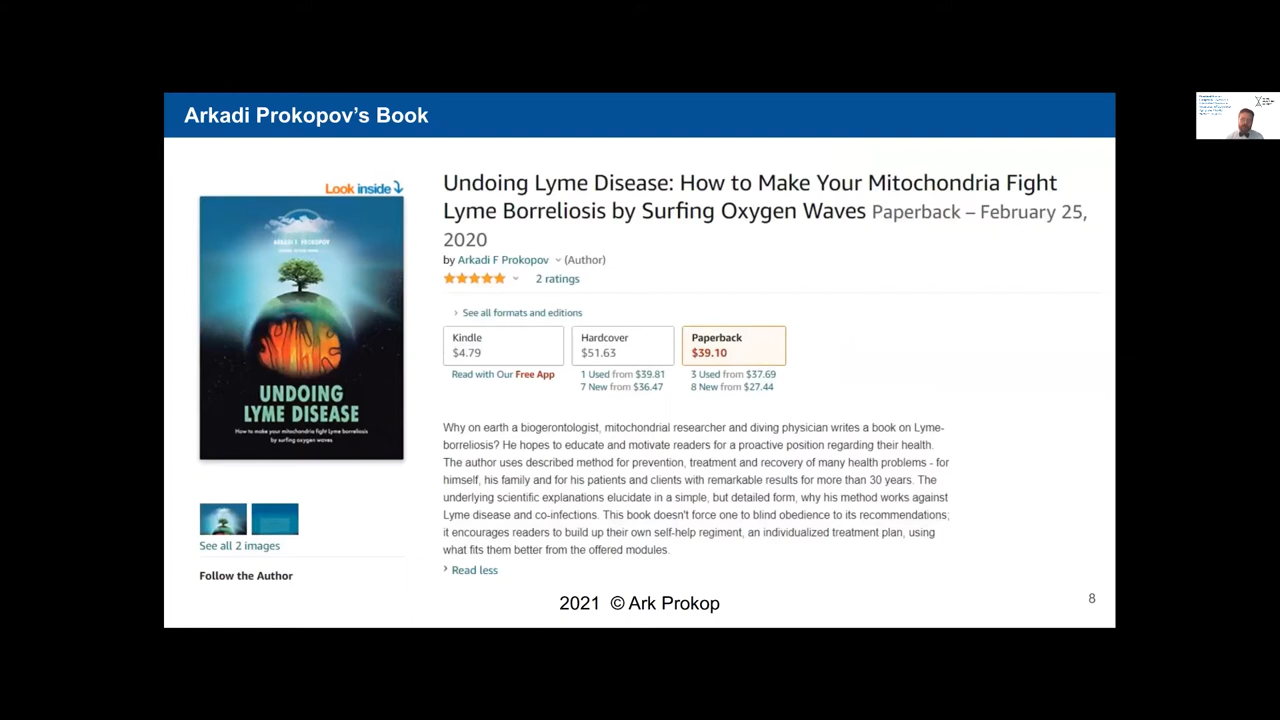 Arkadi Prokopov's Book
Look inside
ARKADI F. PROKOPOV
UNDOING
LYME DISEASE
How to make your mitochondria fight Lyme borreliosis
by surfing oxygen waves
See all 2 images
Follow the Author
Undoing Lyme Disease: How to Make Your Mitochondria Fight
Lyme Borreliosis by Surfing Oxygen Waves Paperback – February 25,
2020
by Arkadi F Prokopov (Author)
2 ratings
See all formats and editions
Kindle
$4.79
Read with Our Free App
Hardcover
$51.63
1 Used from $39.81
7 New from $36.47
Paperback
$39.10
3 Used from $37.69
8 New from $27.44
Why on earth a biogerontologist, mitochondrial researcher and diving physician writes a book on Lyme-
borreliosis? He hopes to educate and motivate readers for a proactive position regarding their health.
The author uses described method for prevention, treatment and recovery of many health problems - for
himself, his family and for his patients and clients with remarkable results for more than 30 years. The
underlying scientific explanations elucidate in a simple, but detailed form, why his method works against
Lyme disease and co-infections. This book doesn't force one to blind obedience to its recommendations;
it encourages readers to build up their own self-help regiment, an individualized treatment plan, using
what fits them better from the offered modules.
Read less
2021 © Ark Prokop
8